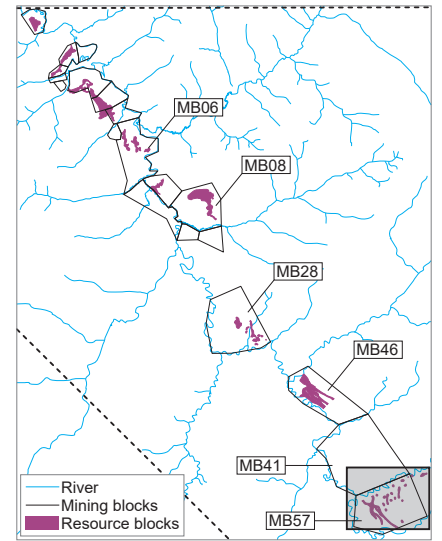 MB06
MB08
MB28
MB46
MB41
MB57
River
Mining blocks
Resource blocks